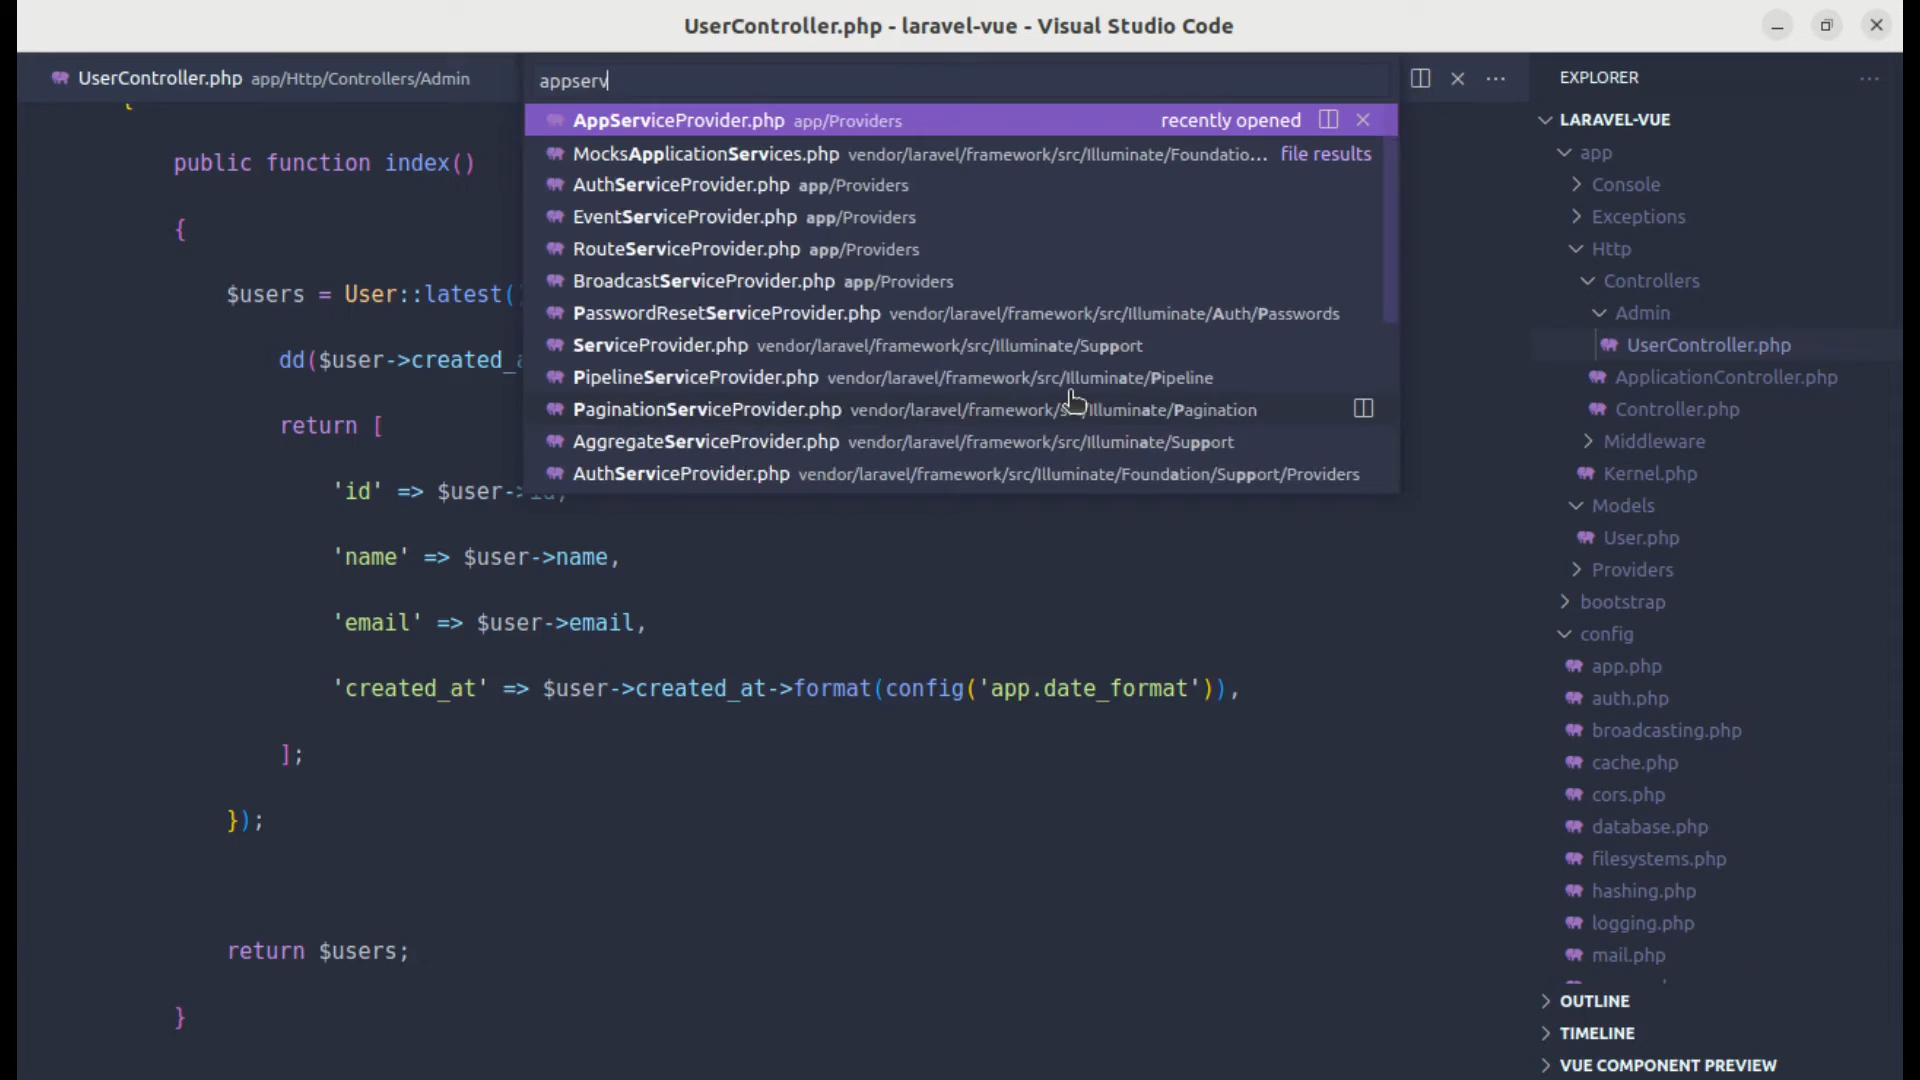 UserController.php - laravel-vue - Visual Studio Code
UserController.php app/Http/Controllers/Admin
appserv
AppServiceProvider.php app/Providers recently opened
MocksApplicationServices.php vendor/laravel/framework/src/Illuminate/Foundatio... file results
AuthServiceProvider.php app/Providers
EventServiceProvider.php app/Providers
RouteServiceProvider.php app/Providers
BroadcastServiceProvider.php app/Providers
PasswordResetServiceProvider.php vendor/laravel/framework/src/Illuminate/Auth/Passwords
ServiceProvider.php vendor/laravel/framework/src/Illuminate/Support
PipelineServiceProvider.php vendor/laravel/framework/src/Illuminate/Pipeline
PaginationServiceProvider.php vendor/laravel/framework/src/Illuminate/Pagination
AggregateServiceProvider.php vendor/laravel/framework/src/Illuminate/Support
AuthServiceProvider.php vendor/laravel/framework/src/Illuminate/Foundation/Support/Providers
{
public function index()
{
$users = User::latest(
dd($user->created_a
return [
'id' => $user->id,
'name' => $user->name,
'email' => $user->email,
'created_at' => $user->created_at->format(config('app.date_format')),
];
});
return $users;
}
EXPLORER
LARAVEL-VUE
app
Console
Exceptions
Http
Controllers
Admin
UserController.php
ApplicationController.php
Controller.php
Middleware
Kernel.php
Models
User.php
Providers
bootstrap
config
app.php
auth.php
broadcasting.php
cache.php
cors.php
database.php
filesystems.php
hashing.php
logging.php
mail.php
OUTLINE
TIMELINE
VUE COMPONENT PREVIEW